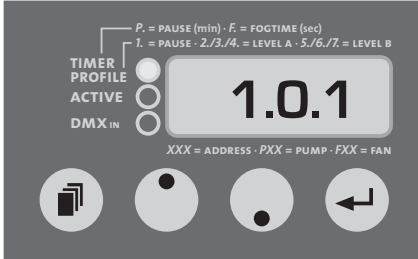 P. = PAUSE (min) · F. = FOGTIME (sec)
1. = PAUSE · 2./3./4. = LEVEL A · 5./6./7. = LEVEL B
TIMER
PROFILE
ACTIVE
DMX IN
1.0.1
XXX = ADDRESS · PXX = PUMP · FXX = FAN